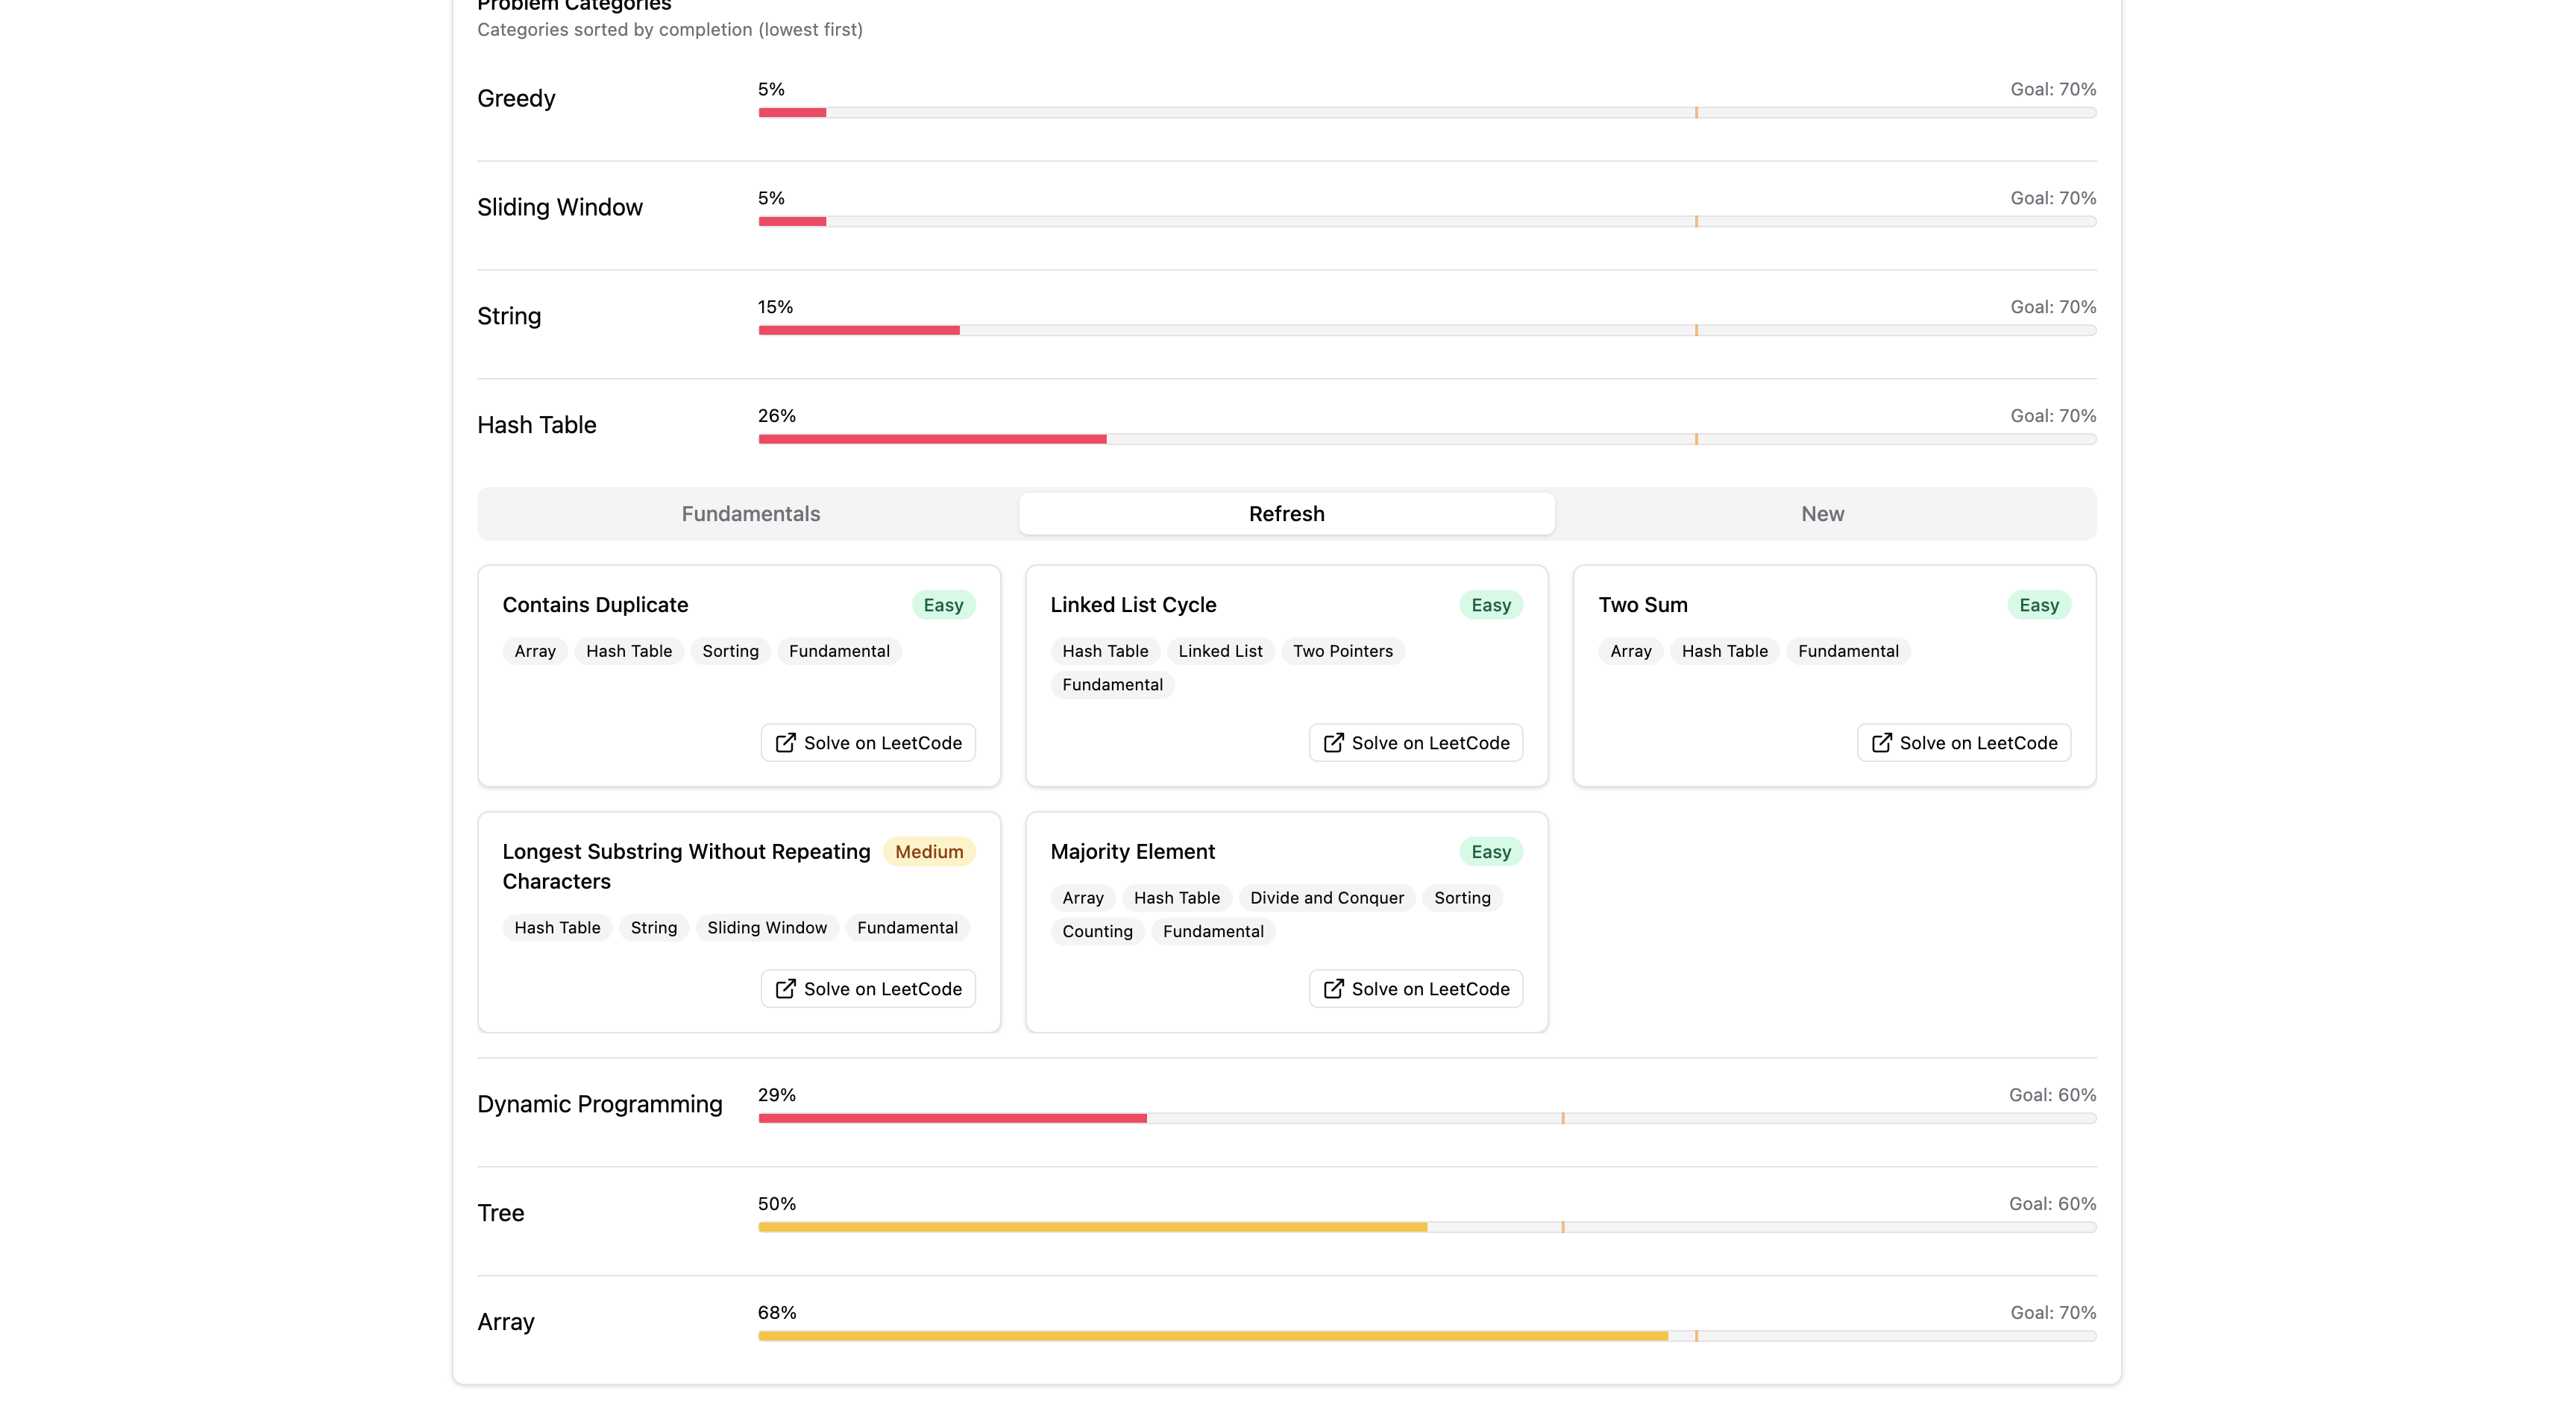 Problem Categories
Categories sorted by completion (lowest first)
Greedy
5%
Goal: 70%
Sliding Window
5%
Goal: 70%
String
15%
Goal: 70%
Hash Table
26%
Goal: 70%
Fundamentals
Refresh
New
Contains Duplicate
Easy
Array
Hash Table
Sorting
Fundamental
Solve on LeetCode
Linked List Cycle
Easy
Hash Table
Linked List
Two Pointers
Fundamental
Solve on LeetCode
Two Sum
Easy
Array
Hash Table
Fundamental
Solve on LeetCode
Longest Substring Without Repeating
Characters
Medium
Hash Table
String
Sliding Window
Fundamental
Solve on LeetCode
Majority Element
Easy
Array
Hash Table
Divide and Conquer
Sorting
Counting
Fundamental
Solve on LeetCode
Dynamic Programming
29%
Goal: 60%
Tree
50%
Goal: 60%
Array
68%
Goal: 70%